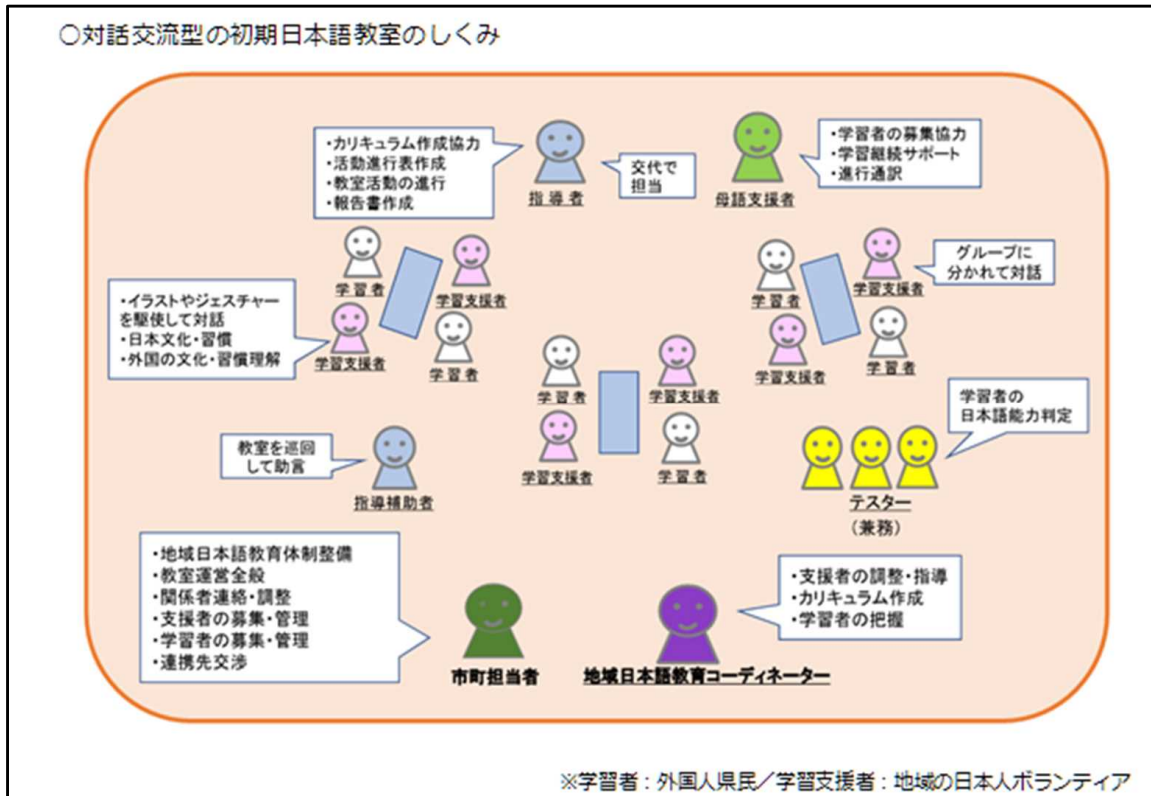 ○対話交流型の初期日本語教室のしくみ
・カリキュラム作成協力
・活動進行表作成
・教室活動の進行
・報告書作成
指導者
交代で
担当
母語支援者
・学習者の募集協力
・学習継続サポート
・進行通訳
学習者
学習支援者
学習支援者
学習者
・イラストやジェスチャー
を駆使して対話
・日本文化・習慣
・外国の文化・習慣理解
学習者
学習支援者
学習支援者
学習者
グループに
分かれて対話
学習者
学習支援者
学習支援者
学習者
教室を巡回
して助言
指導補助者
学習者の
日本語能力判定
テスター
(兼務)
・地域日本語教育体制整備
・教室運営全般
・関係者連絡・調整
・支援者の募集・管理
・学習者の募集・管理
・連携先交渉
市町担当者
地域日本語教育コーディネーター
・支援者の調整・指導
・カリキュラム作成
・学習者の把握
※学習者：外国人県民／学習支援者：地域の日本人ボランティア